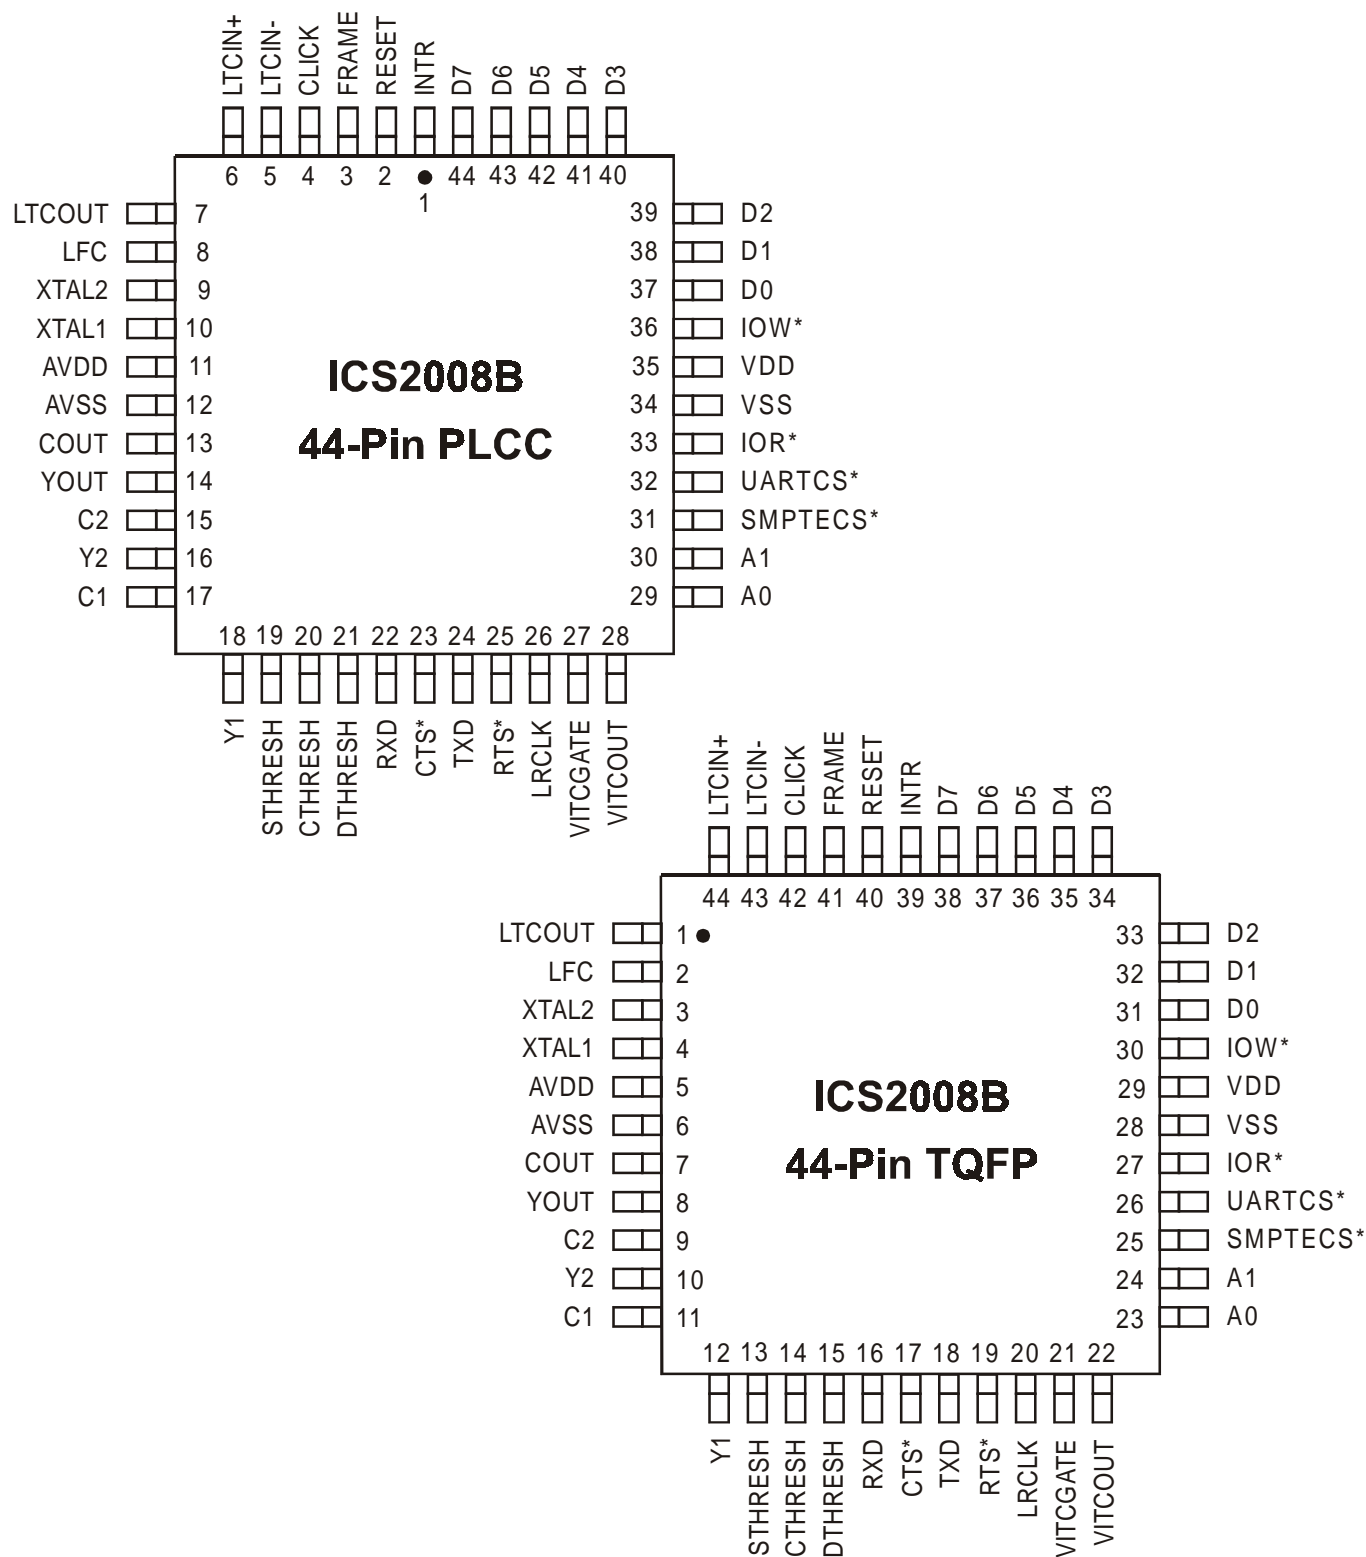 LTCIN+ LTCIN- CLICK FRAME RESET INTR D7 D6 D5 D4 D3
6 5 4 3 2 1 44 43 42 41 40
LTCOUT 7 39 D2
LFC 8 38 D1
XTAL2 9 37 D0
XTAL1 10 36 IOW*
AVDD 11 35 VDD
AVSS 12 34 VSS
COUT 13 33 IOR*
YOUT 14 32 UARTCS*
C2 15 31 SMPTECS*
Y2 16 30 A1
C1 17 29 A0
ICS2008B
44-Pin PLCC
18 19 20 21 22 23 24 25 26 27 28
Y1 STHRESH CTHRESH DTHRESH RXD CTS* TXD RTS* LRCLK VITCGATE VITCOUT
LTCIN+ LTCIN- CLICK FRAME RESET INTR D7 D6 D5 D4 D3
44 43 42 41 40 39 38 37 36 35 34
LTCOUT 1 33 D2
LFC 2 32 D1
XTAL2 3 31 D0
XTAL1 4 30 IOW*
AVDD 5 29 VDD
AVSS 6 28 VSS
COUT 7 27 IOR*
YOUT 8 26 UARTCS*
C2 9 25 SMPTECS*
Y2 10 24 A1
C1 11 23 A0
ICS2008B
44-Pin TQFP
12 13 14 15 16 17 18 19 20 21 22
Y1 STHRESH CTHRESH DTHRESH RXD CTS* TXD RTS* LRCLK VITCGATE VITCOUT